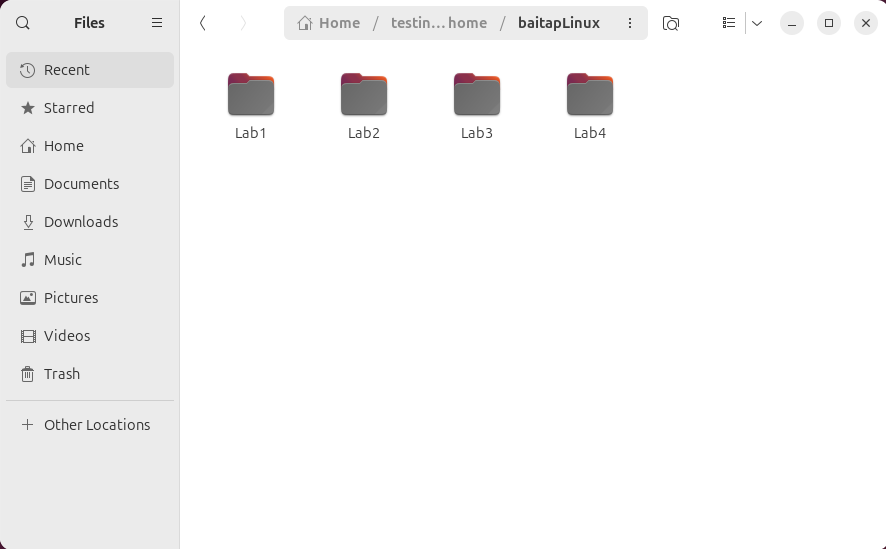 Files
Home / testin…home / baitapLinux
Recent
Starred
Home
Documents
Downloads
Music
Pictures
Videos
Trash
Other Locations
Lab1 Lab2 Lab3 Lab4